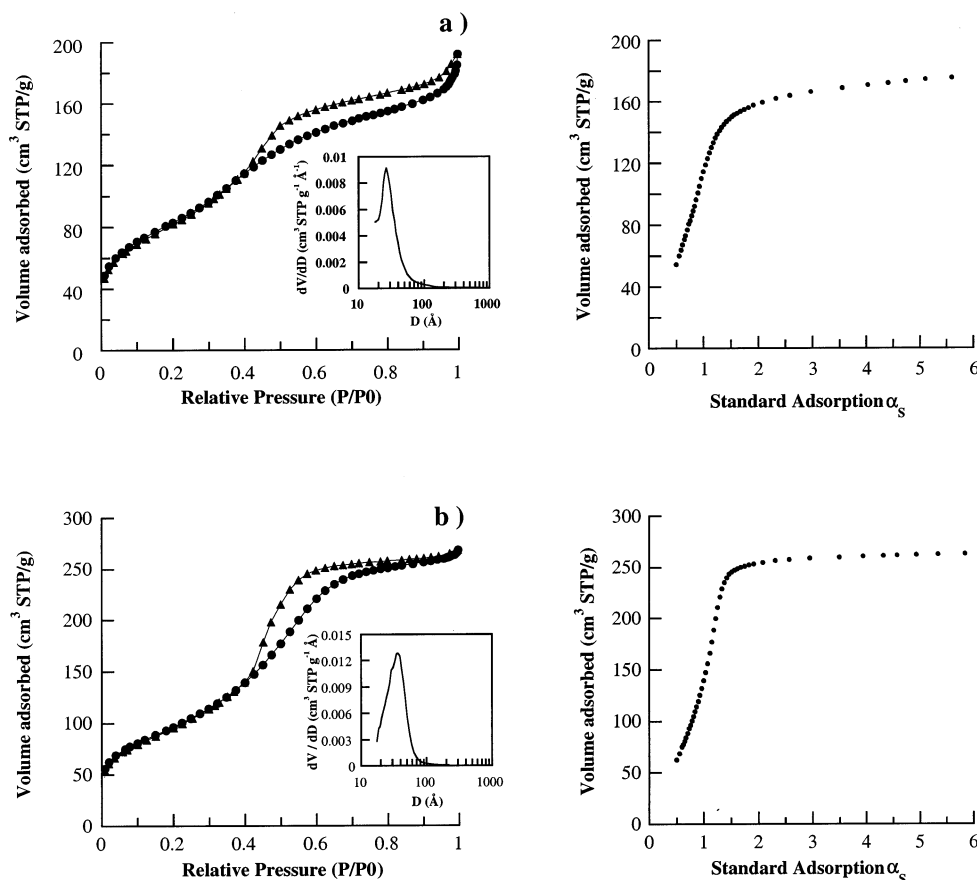 a )
200
160
120
80
40
0
Volume adsorbed (cm³ STP/g)
0 0.2 0.4 0.6 0.8 1
Relative Pressure (P/P0)
0.01
0.008
0.006
0.004
0.002
0
dV/dD (cm³ STP g⁻¹ Å⁻¹)
10 100 1000
D (Å)
200
160
120
80
40
0
Volume adsorbed (cm³ STP/g)
0 1 2 3 4 5 6
Standard Adsorption αS
b )
300
250
200
150
100
50
0
Volume adsorbed (cm³ STP/g)
0 0.2 0.4 0.6 0.8 1
Relative Pressure (P/P0)
0.015
0.012
0.009
0.006
0.003
0
dV / dD (cm³ STP g⁻¹ Å)
10 100 1000
D (Å)
300
250
200
150
100
50
0
Volume adsorbed (cm³ STP/g)
0 1 2 3 4 5 6
Standard Adsorption αS